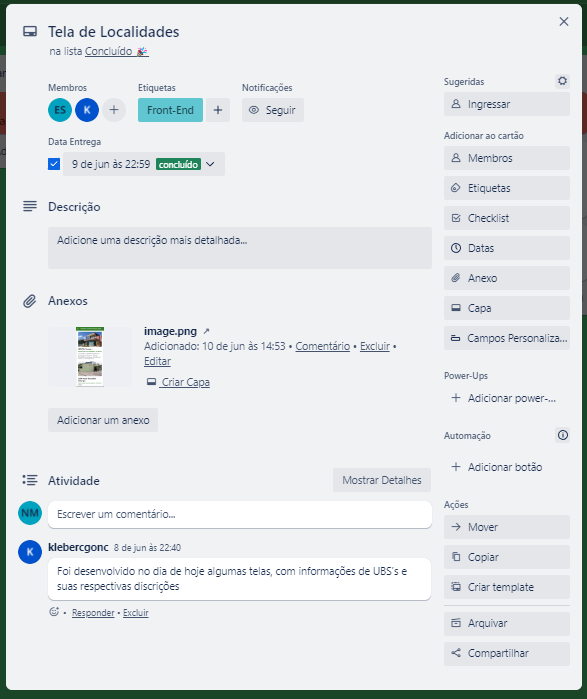 Tela de Localidades
na lista Concluído 🎉
Membros
Etiquetas
Notificações
ES
K
Front-End
Seguir
Data Entrega
9 de jun às 22:59 concluído
Descrição
Adicione uma descrição mais detalhada...
Anexos
image.png ↗
Adicionado: 10 de jun às 14:53 • Comentário • Excluir •
Editar
Criar Capa
Adicionar um anexo
Atividade
Mostrar Detalhes
NM
Escrever um comentário...
K
klebercgonc 8 de jun às 22:40
Foi desenvolvido no dia de hoje algumas telas, com informações de UBS's e
suas respectivas discrições
• Responder • Excluir
Sugeridas
Ingressar
Adicionar ao cartão
Membros
Etiquetas
Checklist
Datas
Anexo
Capa
Campos Personaliza...
Power-Ups
+ Adicionar power-...
Automação
+ Adicionar botão
Ações
Mover
Copiar
Criar template
Arquivar
Compartilhar